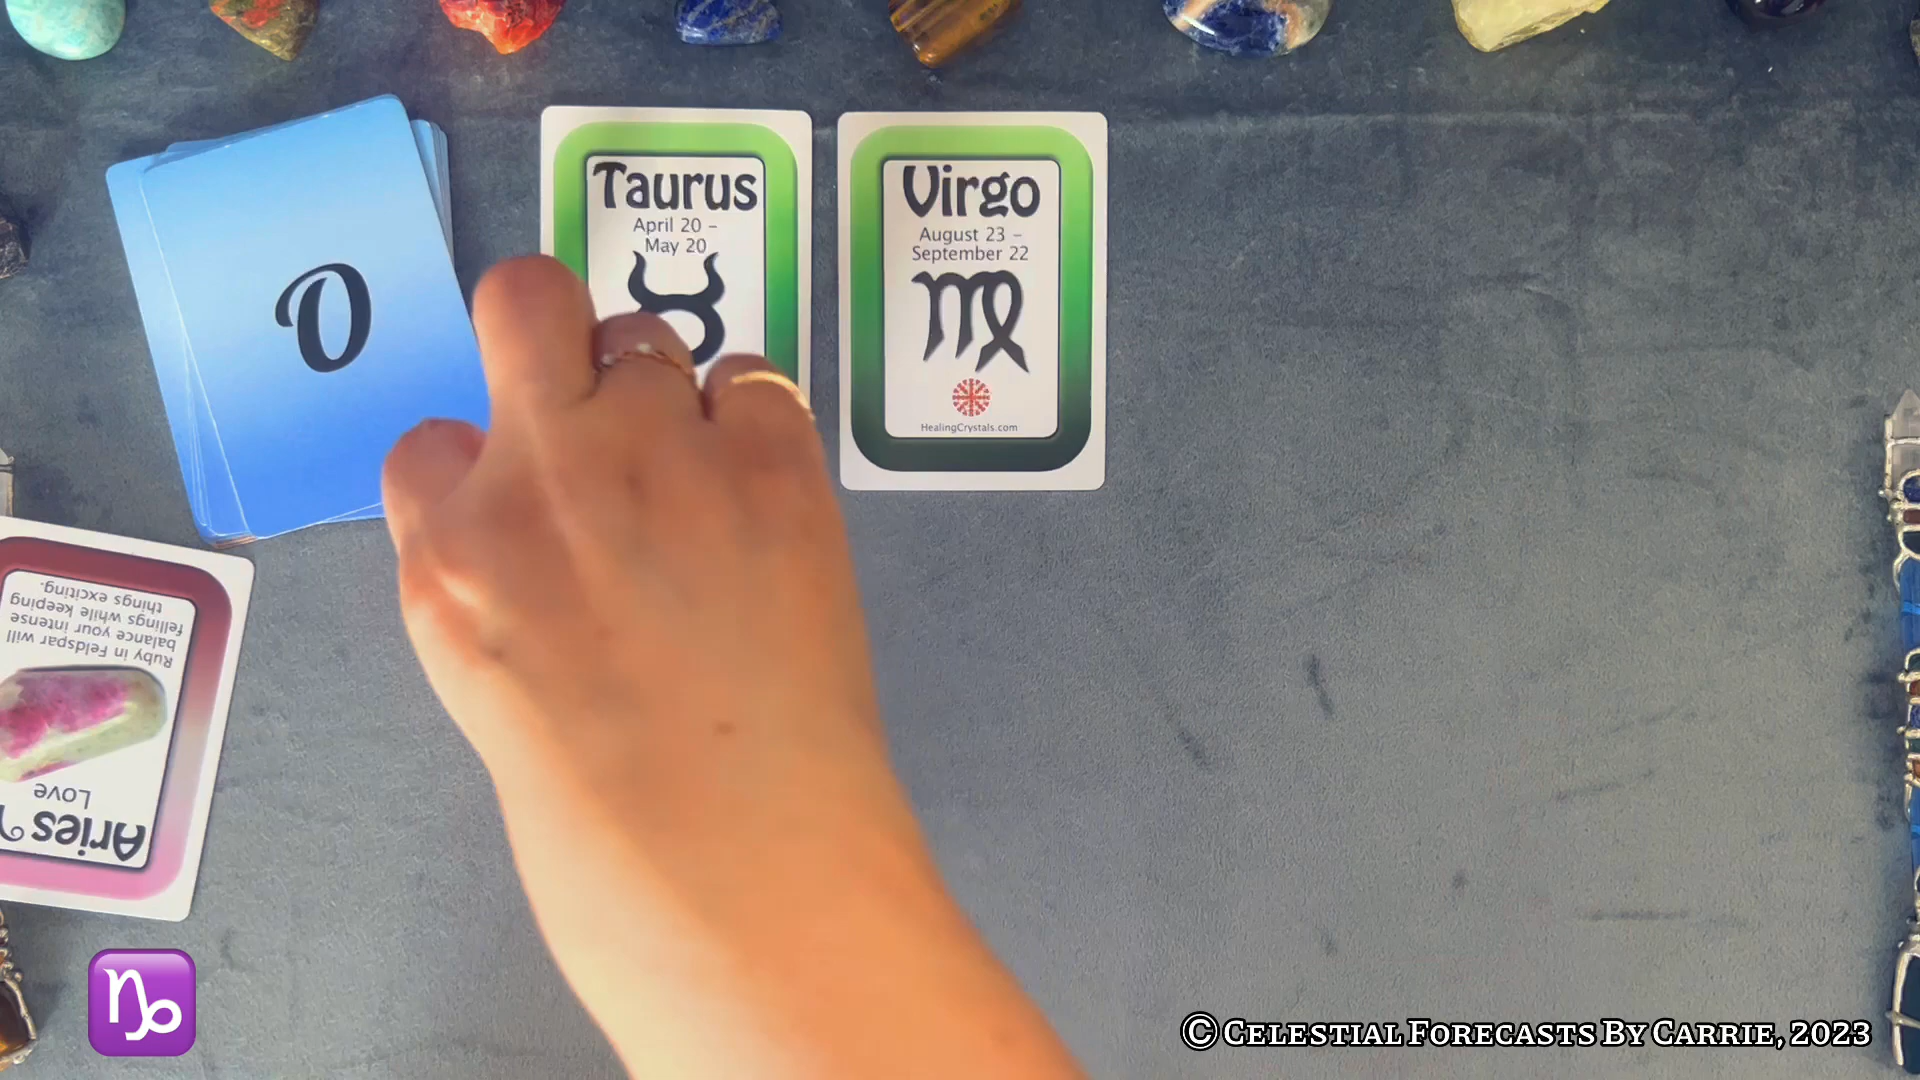 Taurus
April 20 –
May 20
Virgo
August 23 –
September 22
HealingCrystals.com
O
Ruby in Feldspar will
balance your intense
fellings while keeping
things exciting.
Love
Aries
© Celestial Forecasts By Carrie, 2023